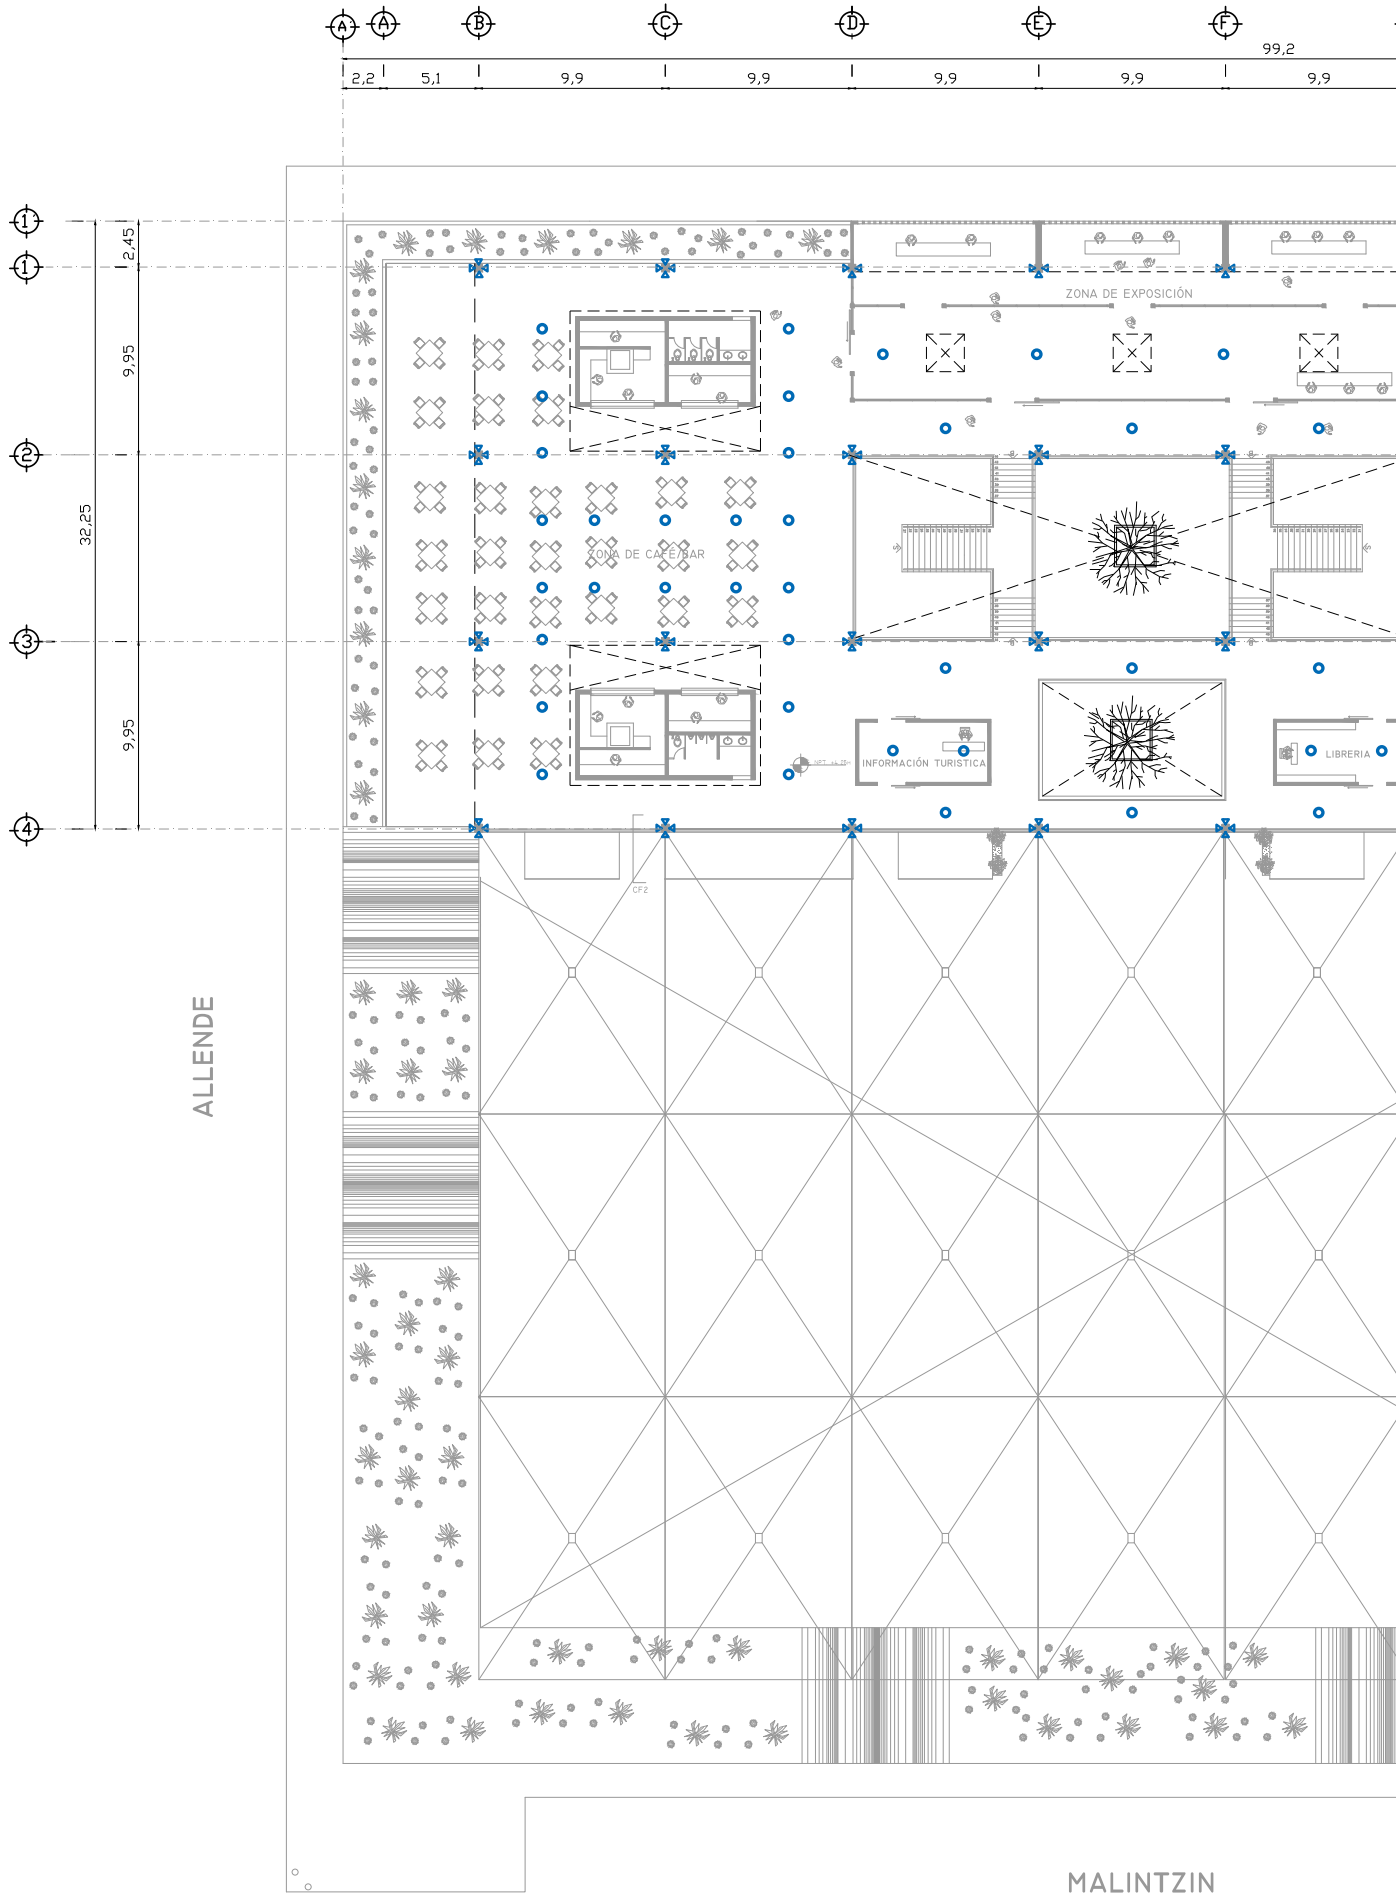 A' A B C D E F
99,2
2,2 5,1 9,9 9,9 9,9 9,9 9,9
1'
2,45
1
ZONA DE EXPOSICIÓN
9,95
2
32,25
ZONA DE CAFÉ/BAR
3
9,95
INFORMACIÓN TURISTICA
LIBRERIA
4
CF2
ALLENDE
MALINTZIN